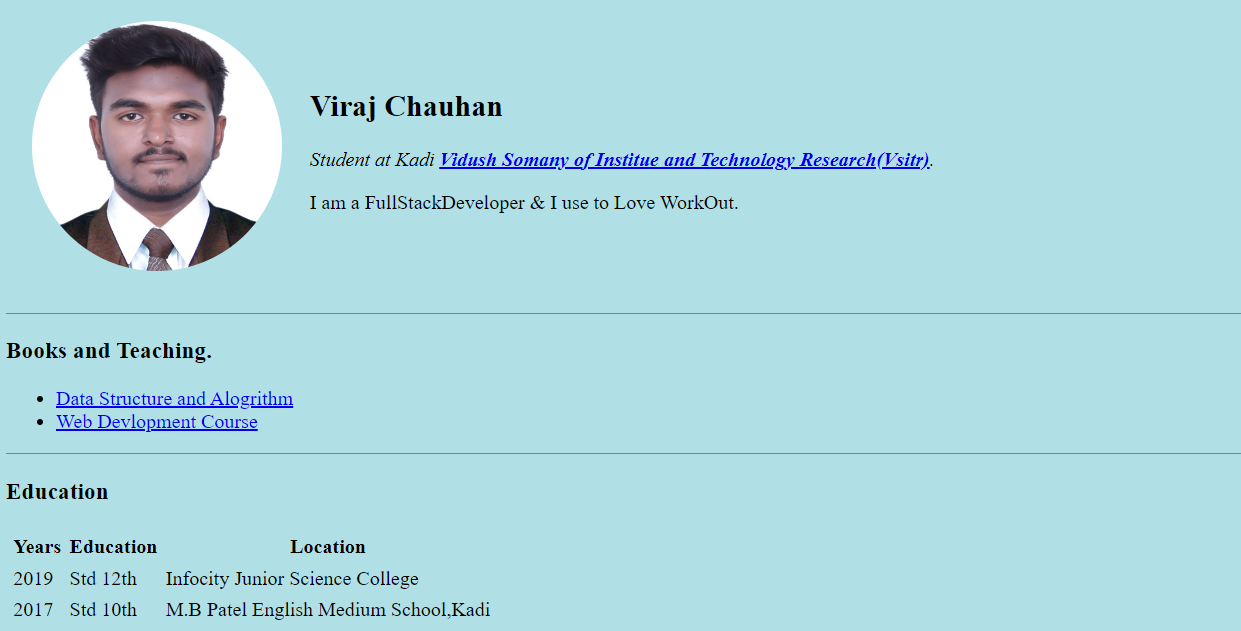 Viraj Chauhan
Student at Kadi Vidush Somany of Institue and Technology Research(Vsitr).
I am a FullStackDeveloper & I use to Love WorkOut.
Books and Teaching.
Data Structure and Alogrithm
Web Devlopment Course
Education
Years Education Location
2019 Std 12th Infocity Junior Science College
2017 Std 10th M.B Patel English Medium School,Kadi